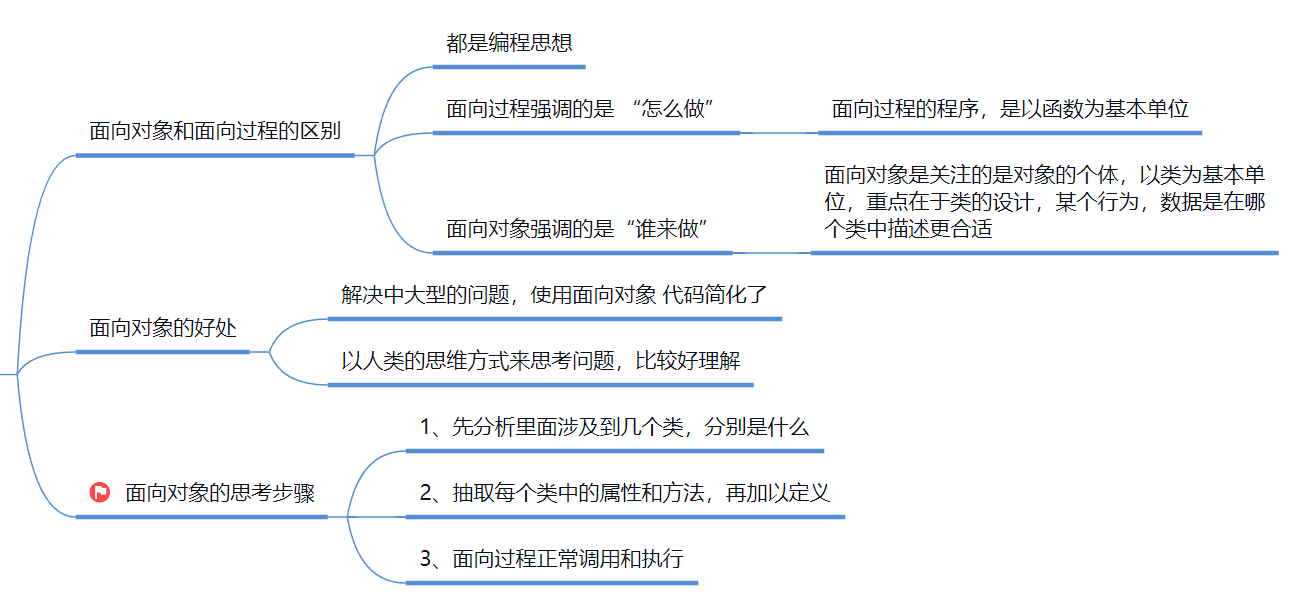 面向对象和面向过程的区别
都是编程思想
面向过程强调的是 “怎么做”
面向过程的程序，是以函数为基本单位
面向对象强调的是“谁来做”
面向对象是关注的是对象的个体，以类为基本单
位，重点在于类的设计，某个行为，数据是在哪
个类中描述更合适
面向对象的好处
解决中大型的问题，使用面向对象 代码简化了
以人类的思维方式来思考问题，比较好理解
面向对象的思考步骤
1、先分析里面涉及到几个类，分别是什么
2、抽取每个类中的属性和方法，再加以定义
3、面向过程正常调用和执行